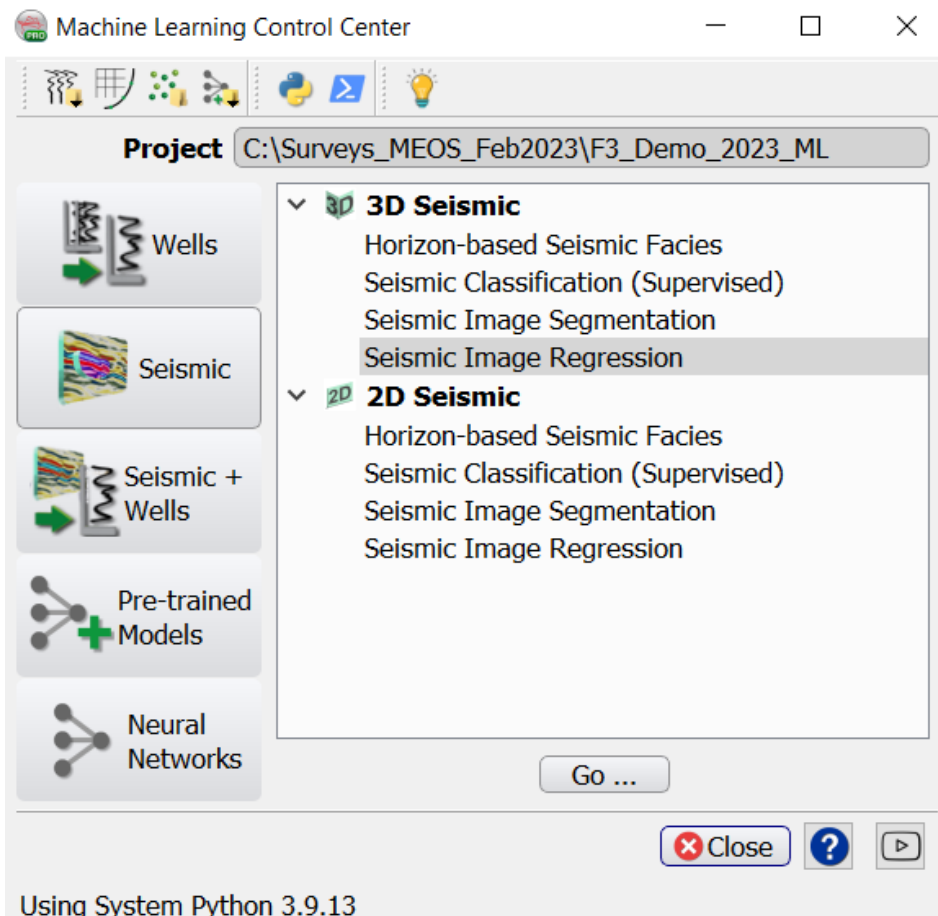 Machine Learning Control Center
Project C:\Surveys_MEOS_Feb2023\F3_Demo_2023_ML
Wells
Seismic
Seismic +
Wells
Pre-trained
Models
Neural
Networks
3D 3D Seismic
Horizon-based Seismic Facies
Seismic Classification (Supervised)
Seismic Image Segmentation
Seismic Image Regression
2D 2D Seismic
Horizon-based Seismic Facies
Seismic Classification (Supervised)
Seismic Image Segmentation
Seismic Image Regression
Go ...
Close ?
Using System Python 3.9.13